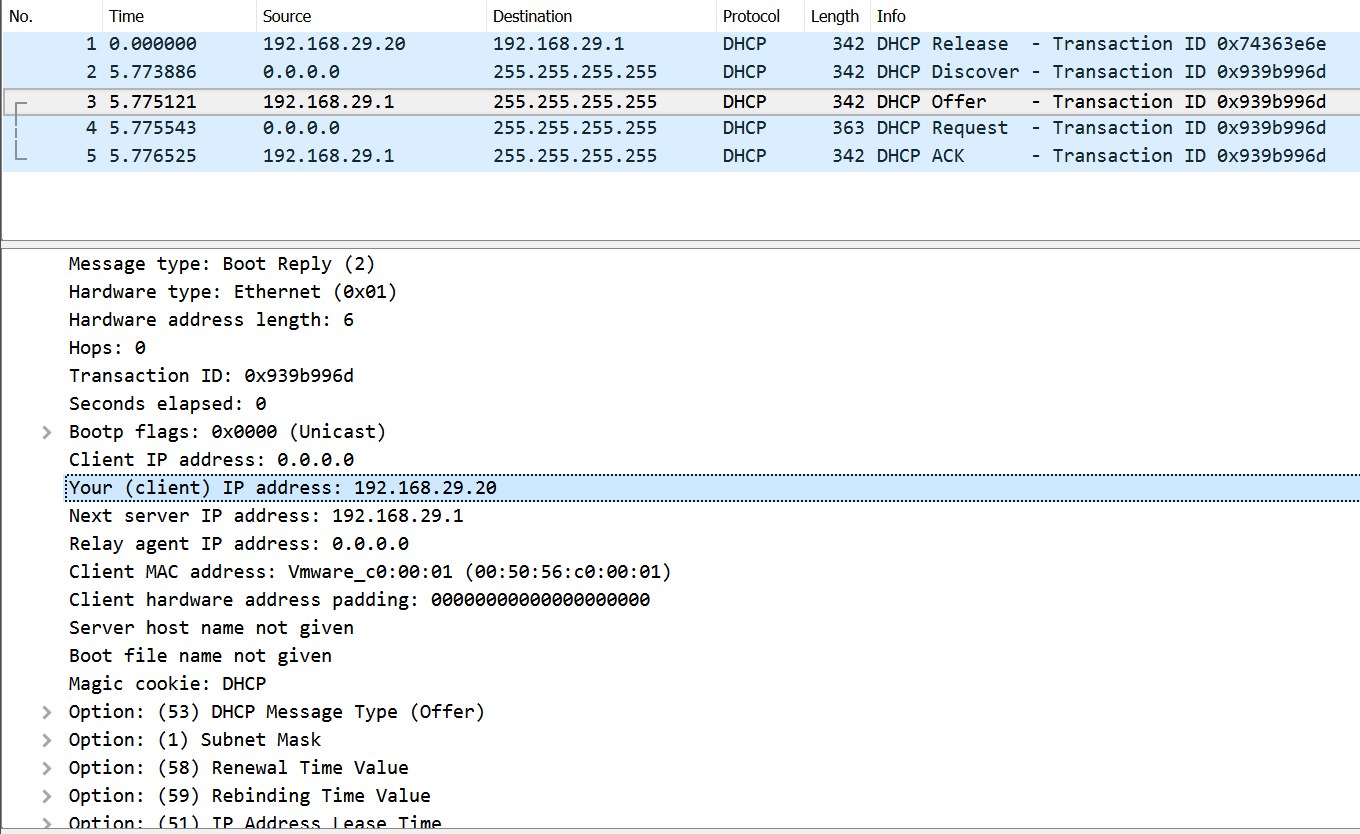 No. Time Source Destination Protocol Length Info
1 0.000000 192.168.29.20 192.168.29.1 DHCP 342 DHCP Release - Transaction ID 0x74363e6e
2 5.773886 0.0.0.0 255.255.255.255 DHCP 342 DHCP Discover - Transaction ID 0x939b996d
3 5.775121 192.168.29.1 255.255.255.255 DHCP 342 DHCP Offer - Transaction ID 0x939b996d
4 5.775543 0.0.0.0 255.255.255.255 DHCP 363 DHCP Request - Transaction ID 0x939b996d
5 5.776525 192.168.29.1 255.255.255.255 DHCP 342 DHCP ACK - Transaction ID 0x939b996d
Message type: Boot Reply (2)
Hardware type: Ethernet (0x01)
Hardware address length: 6
Hops: 0
Transaction ID: 0x939b996d
Seconds elapsed: 0
Bootp flags: 0x0000 (Unicast)
Client IP address: 0.0.0.0
Your (client) IP address: 192.168.29.20
Next server IP address: 192.168.29.1
Relay agent IP address: 0.0.0.0
Client MAC address: Vmware_c0:00:01 (00:50:56:c0:00:01)
Client hardware address padding: 00000000000000000000
Server host name not given
Boot file name not given
Magic cookie: DHCP
Option: (53) DHCP Message Type (Offer)
Option: (1) Subnet Mask
Option: (58) Renewal Time Value
Option: (59) Rebinding Time Value
Option: (51) IP Address Lease Time